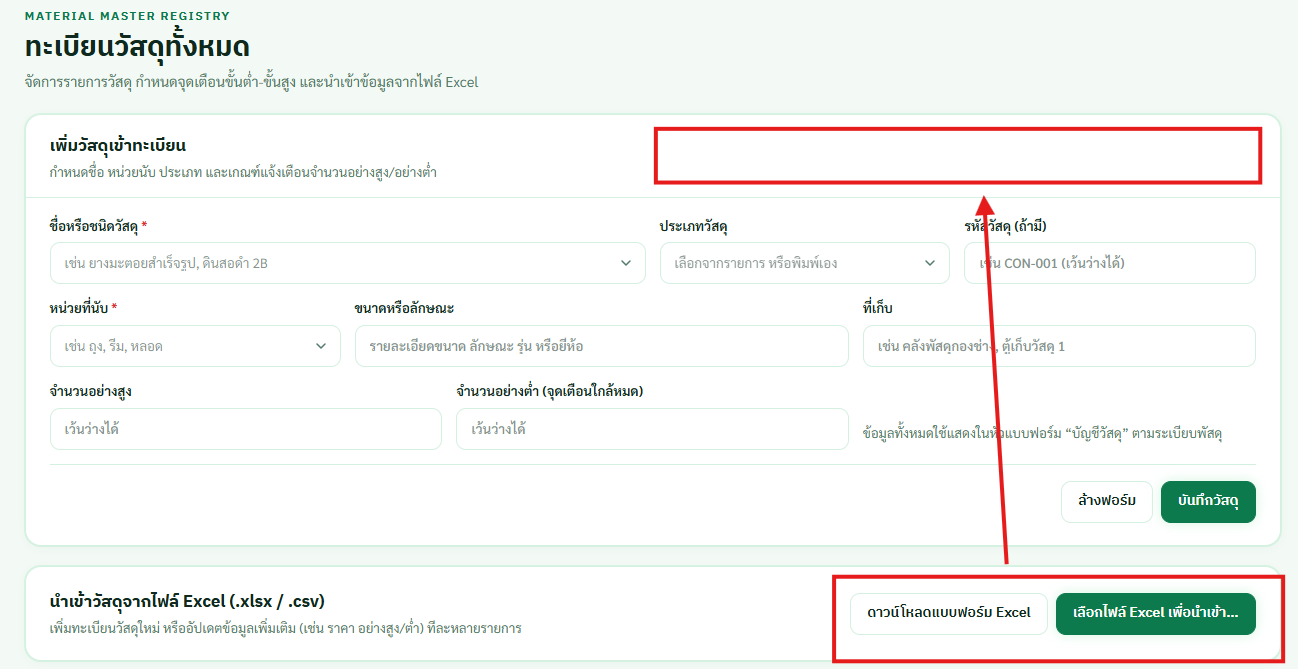 MATERIAL MASTER REGISTRY
ทะเบียนวัสดุทั้งหมด
จัดการรายการวัสดุ กำหนดจุดเตือนขั้นต่ำ-ขั้นสูง และนำเข้าข้อมูลจากไฟล์ Excel
เพิ่มวัสดุเข้าทะเบียน
กำหนดชื่อ หน่วยนับ ประเภท และเกณฑ์แจ้งเตือนจำนวนอย่างสูง/อย่างต่ำ
ชื่อหรือชนิดวัสดุ * ประเภทวัสดุ รหัสวัสดุ (ถ้ามี)
เช่น ยางมะตอยสำเร็จรูป, ดินสอดำ 2B เลือกจากรายการ หรือพิมพ์เอง เช่น CON-001 (เว้นว่างได้)
หน่วยที่นับ * ขนาดหรือลักษณะ ที่เก็บ
เช่น ถุง, รีม, หลอด รายละเอียดขนาด ลักษณะ รุ่น หรือยี่ห้อ เช่น คลังพัสดุกองช่าง, ตู้เก็บวัสดุ 1
จำนวนอย่างสูง จำนวนอย่างต่ำ (จุดเตือนใกล้หมด)
เว้นว่างได้ เว้นว่างได้ ข้อมูลทั้งหมดใช้แสดงในหัวแบบฟอร์ม “บัญชีวัสดุ” ตามระเบียบพัสดุ
ล้างฟอร์ม บันทึกวัสดุ
นำเข้าวัสดุจากไฟล์ Excel (.xlsx / .csv)
เพิ่มทะเบียนวัสดุใหม่ หรืออัปเดตข้อมูลเพิ่มเติม (เช่น ราคา อย่างสูง/ต่ำ) ทีละหลายรายการ
ดาวน์โหลดแบบฟอร์ม Excel เลือกไฟล์ Excel เพื่อนำเข้า...